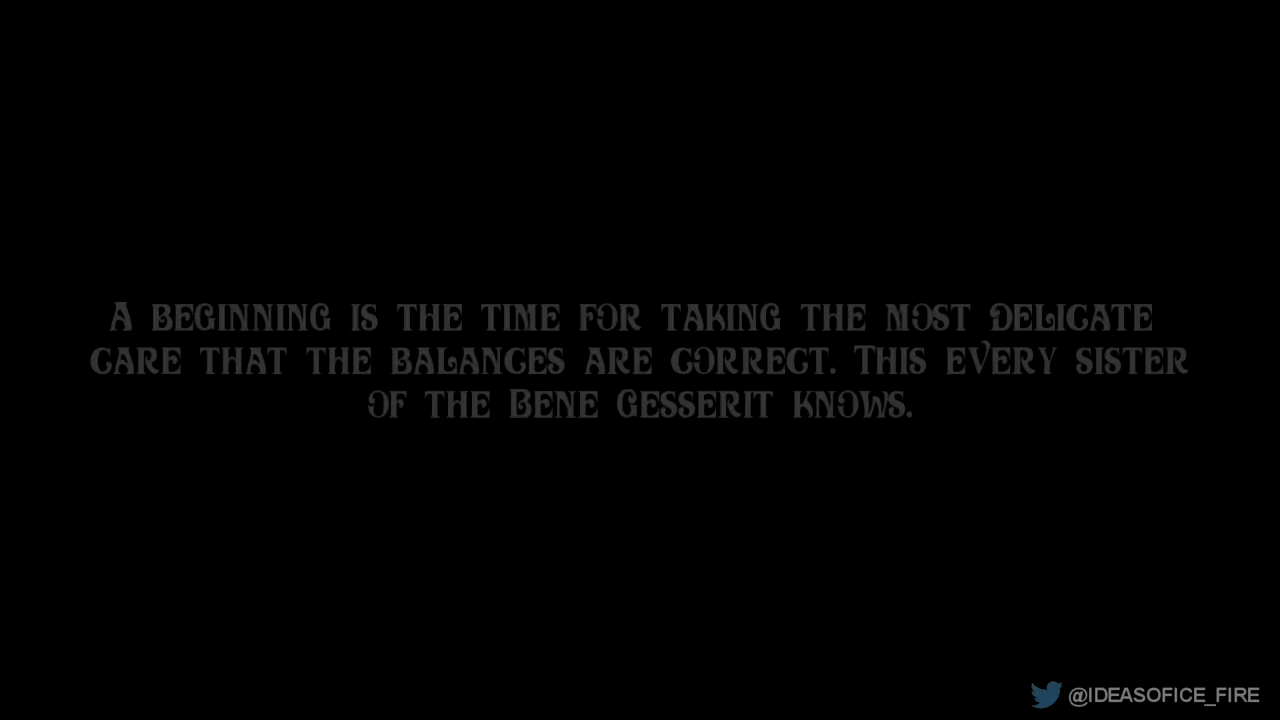 A beginning is the time for taking the most delicate
care that the balances are correct. This every sister
of the Bene Gesserit knows.
@IDEASOFICE_FIRE